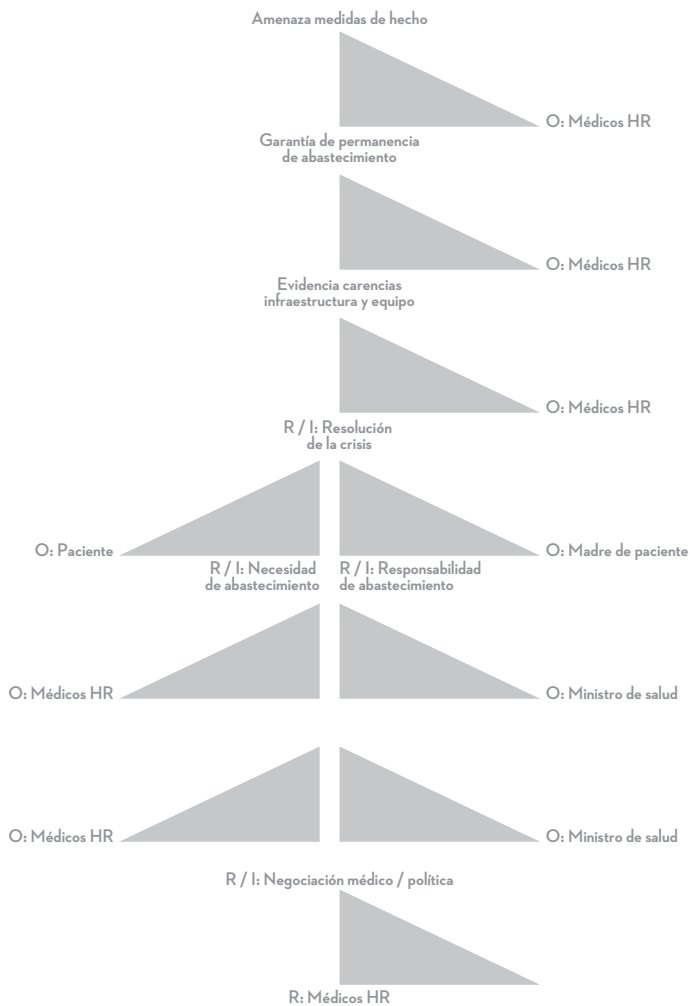 Amenaza medidas de hecho
O: Médicos HR
Garantía de permanencia
de abastecimiento
O: Médicos HR
Evidencia carencias
infraestructura y equipo
O: Médicos HR
R / I: Resolución
de la crisis
O: Paciente
O: Madre de paciente
R / I: Necesidad
de abastecimiento
R / I: Responsabilidad
de abastecimiento
O: Médicos HR
O: Ministro de salud
O: Médicos HR
O: Ministro de salud
R / I: Negociación médico / política
R: Médicos HR